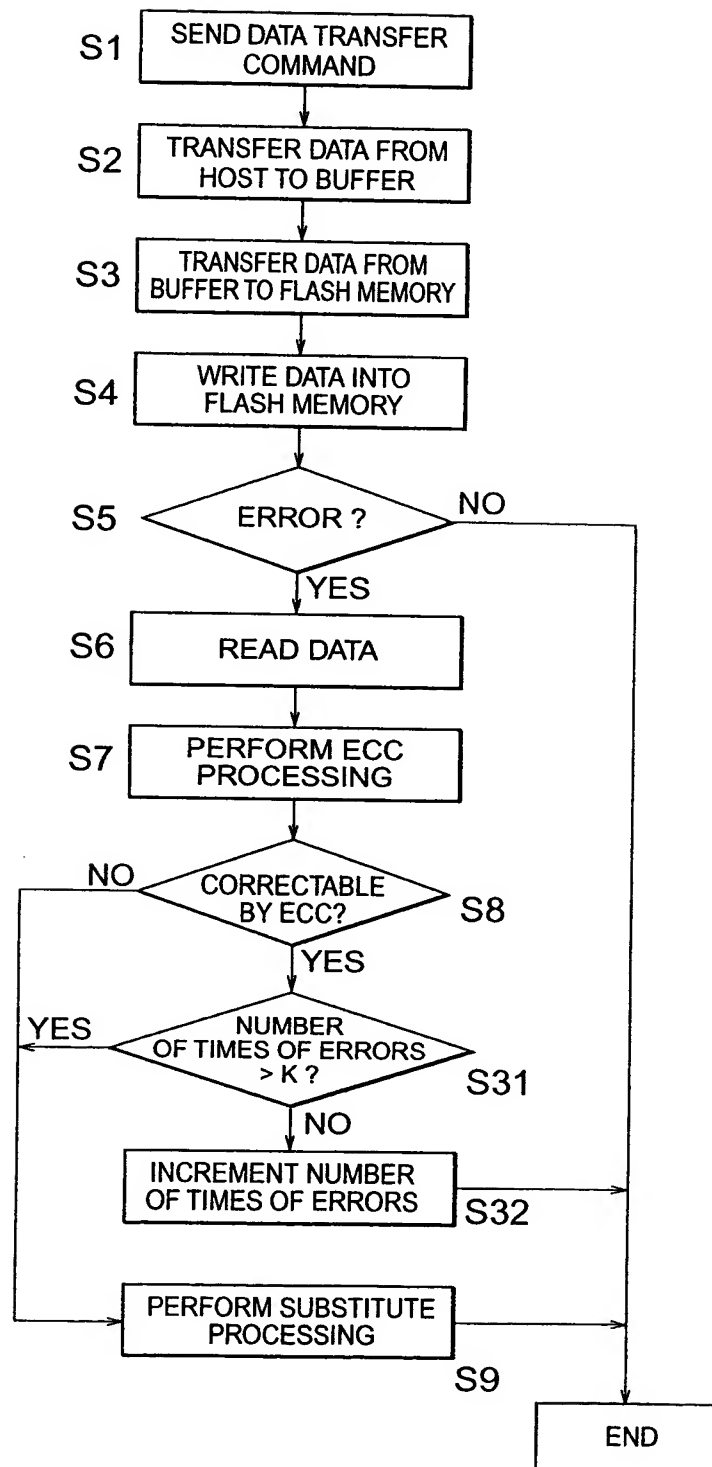 S1
SEND DATA TRANSFER
COMMAND
S2
TRANSFER DATA FROM
HOST TO BUFFER
S3
TRANSFER DATA FROM
BUFFER TO FLASH MEMORY
S4
WRITE DATA INTO
FLASH MEMORY
S5
ERROR ?
NO
YES
S6
READ DATA
S7
PERFORM ECC
PROCESSING
NO
CORRECTABLE
BY ECC?
S8
YES
YES
NUMBER
OF TIMES OF ERRORS
> K ?
S31
NO
INCREMENT NUMBER
OF TIMES OF ERRORS
S32
PERFORM SUBSTITUTE
PROCESSING
S9
END